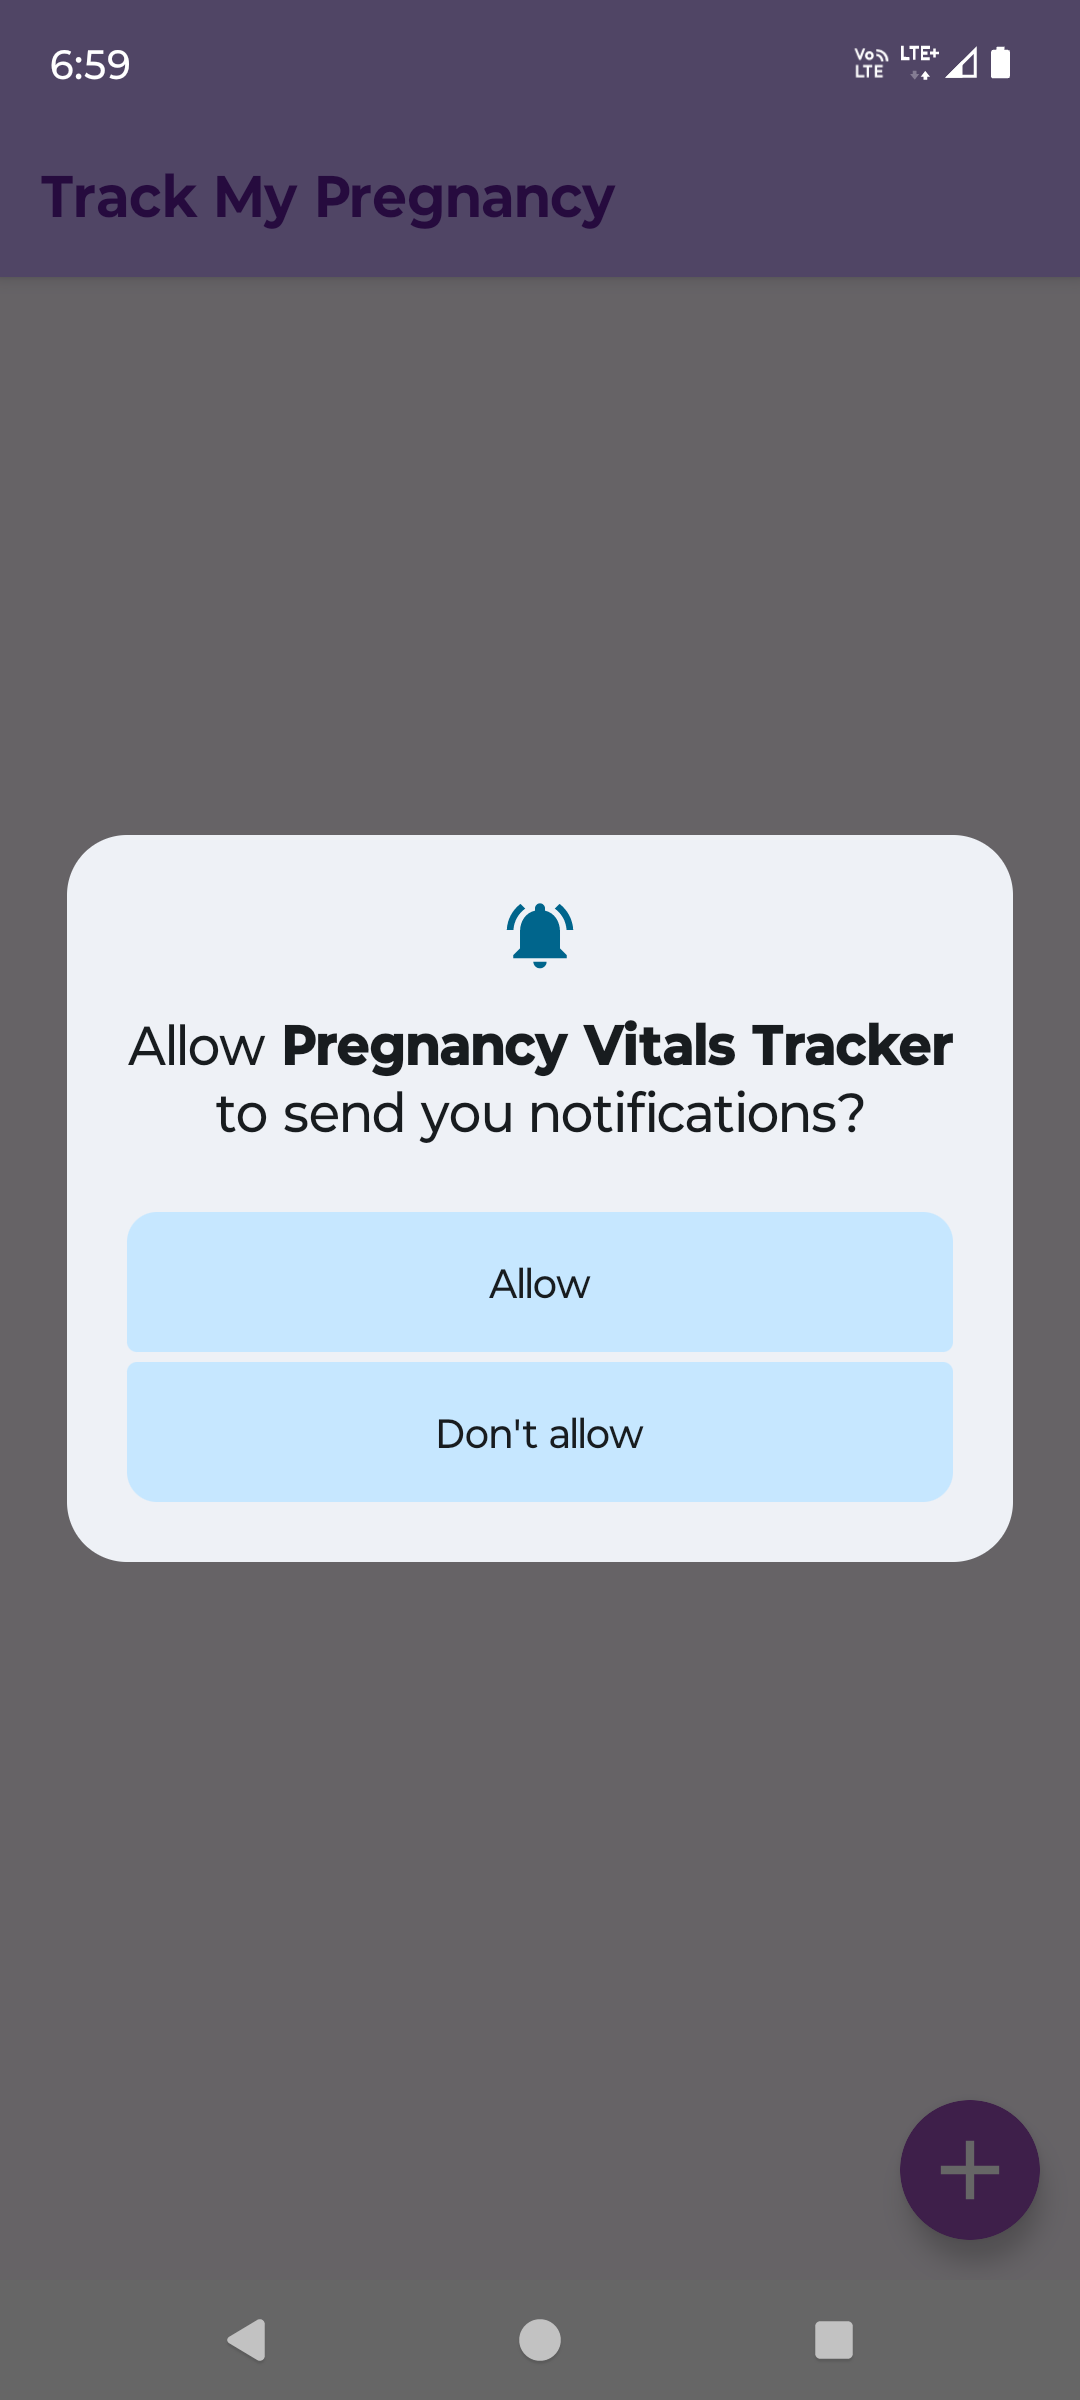 6:59
Vo LTE LTE+
Track My Pregnancy
Allow Pregnancy Vitals Tracker
to send you notifications?
Allow
Don't allow